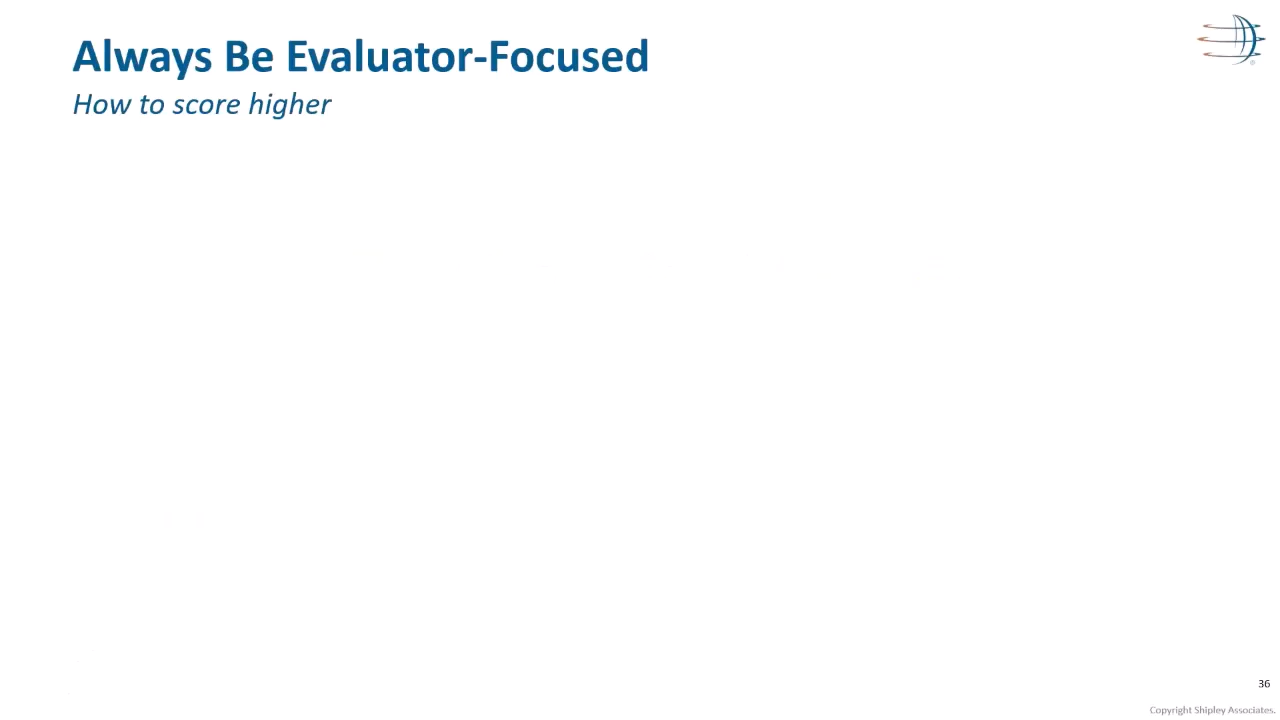 Always Be Evaluator-Focused
How to score higher
36
Copyright Shipley Associates.